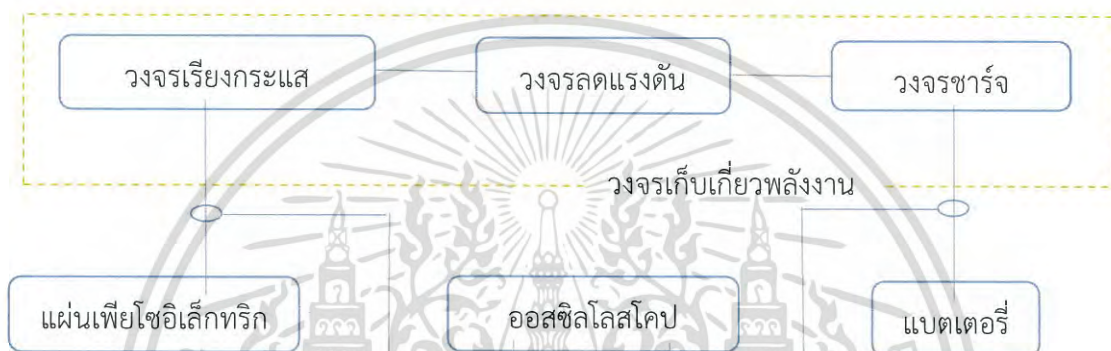 วงจรเรียงกระแส
วงจรลดแรงดัน
วงจรชาร์จ
วงจรเก็บเกี่ยวพลังงาน
แผ่นเพียโซอิเล็กทริก
ออสซิลโลสโคป
แบตเตอรี่